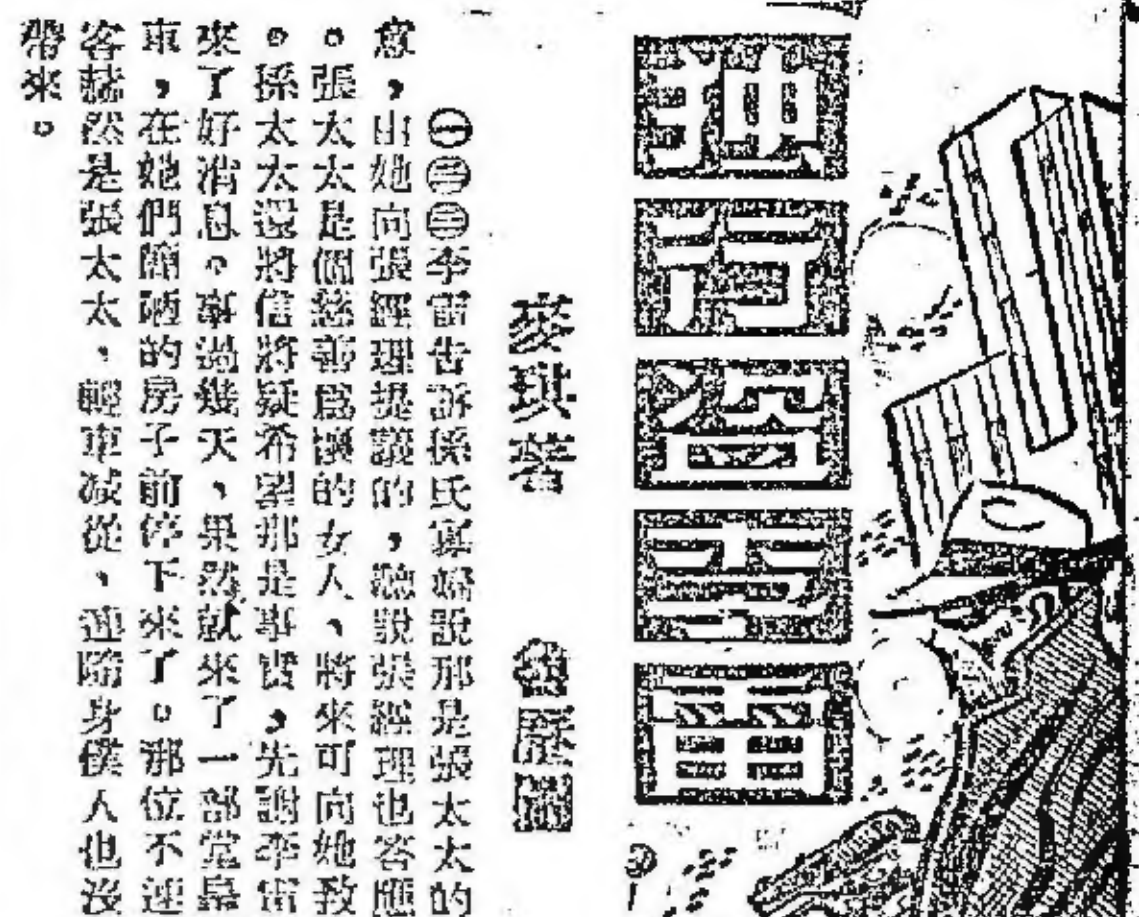 独行盗李雷
麥琪著
㊀㊂㊂李雷告訴孫氏寡婦說那是張太太的
意，由她向張經理提議的，聽說張經理也答應
。張太太是個慈善爲懷的女人，將來可向她致
。孫太太還將信將疑希望那是事實，先謝李雷
來了好消息。事過幾天，果然就來了一部堂皇
車，在她們簡陋的房子前停下來了。那位不速
客赫然是張太太，輕車減從，連隨身僕人也沒
帶來。